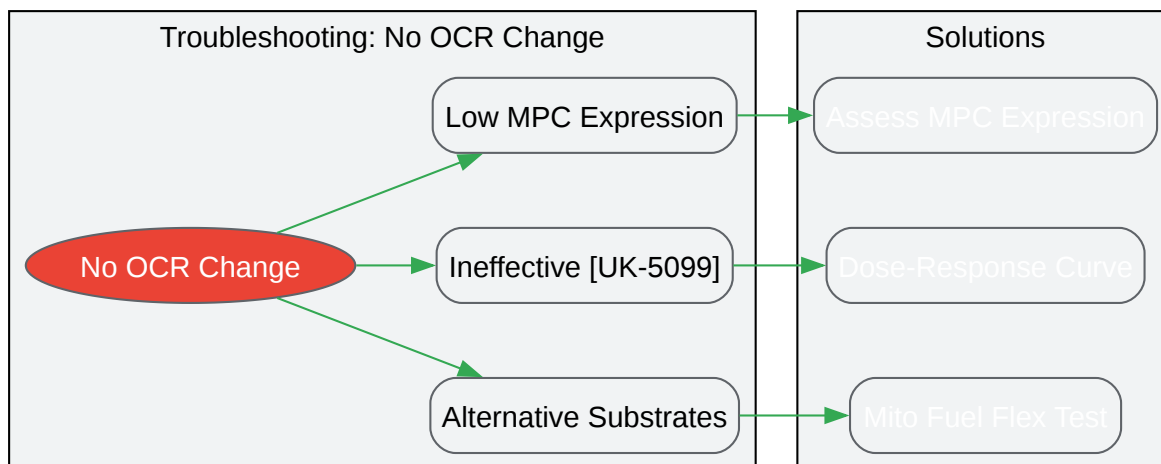 Troubleshooting: No OCR Change
Solutions
Low MPC Expression
Assess MPC Expression
No OCR Change
Ineffective [UK-5099]
Dose-Response Curve
Alternative Substrates
Mito Fuel Flex Test